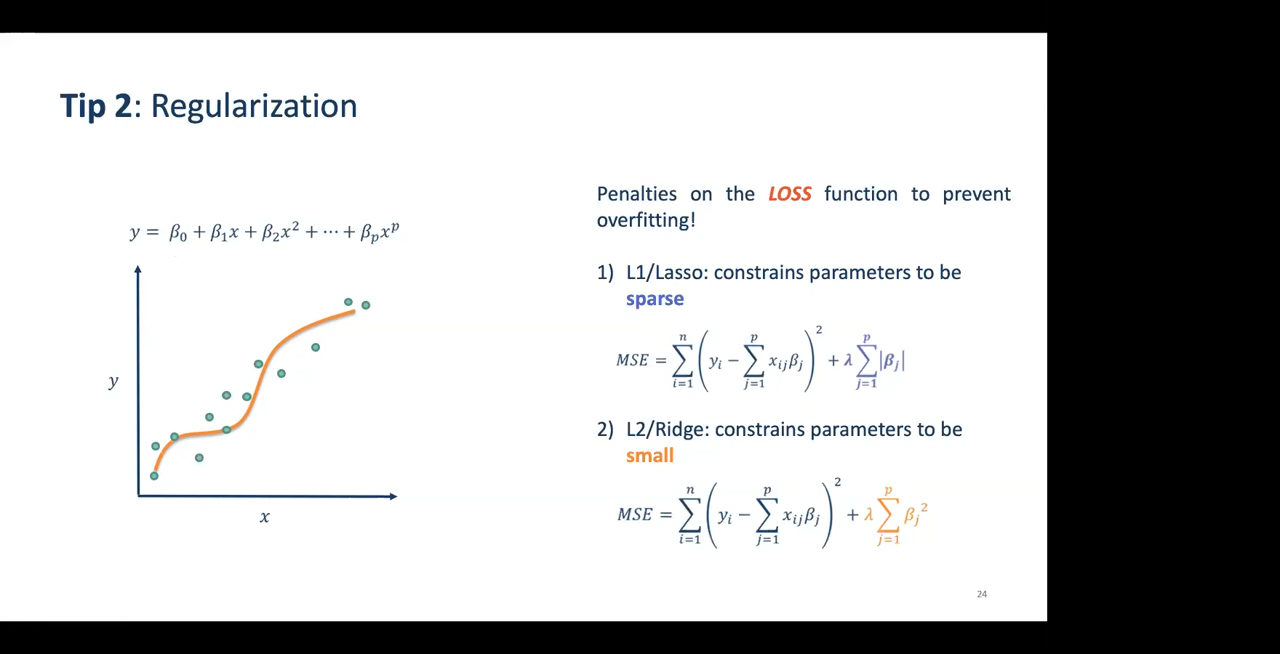 Tip 2: Regularization
y = β₀ + β₁x + β₂x² + ⋯ + βₚxᵖ
y
x
Penalties on the LOSS function to prevent
overfitting!
1) L1/Lasso: constrains parameters to be
sparse
MSE = ∑ᵢ₌₁ⁿ (yᵢ − ∑ⱼ₌₁ᵖ xᵢⱼβⱼ)² + λ ∑ⱼ₌₁ᵖ |βⱼ|
2) L2/Ridge: constrains parameters to be
small
MSE = ∑ᵢ₌₁ⁿ (yᵢ − ∑ⱼ₌₁ᵖ xᵢⱼβⱼ)² + λ ∑ⱼ₌₁ᵖ βⱼ²
24